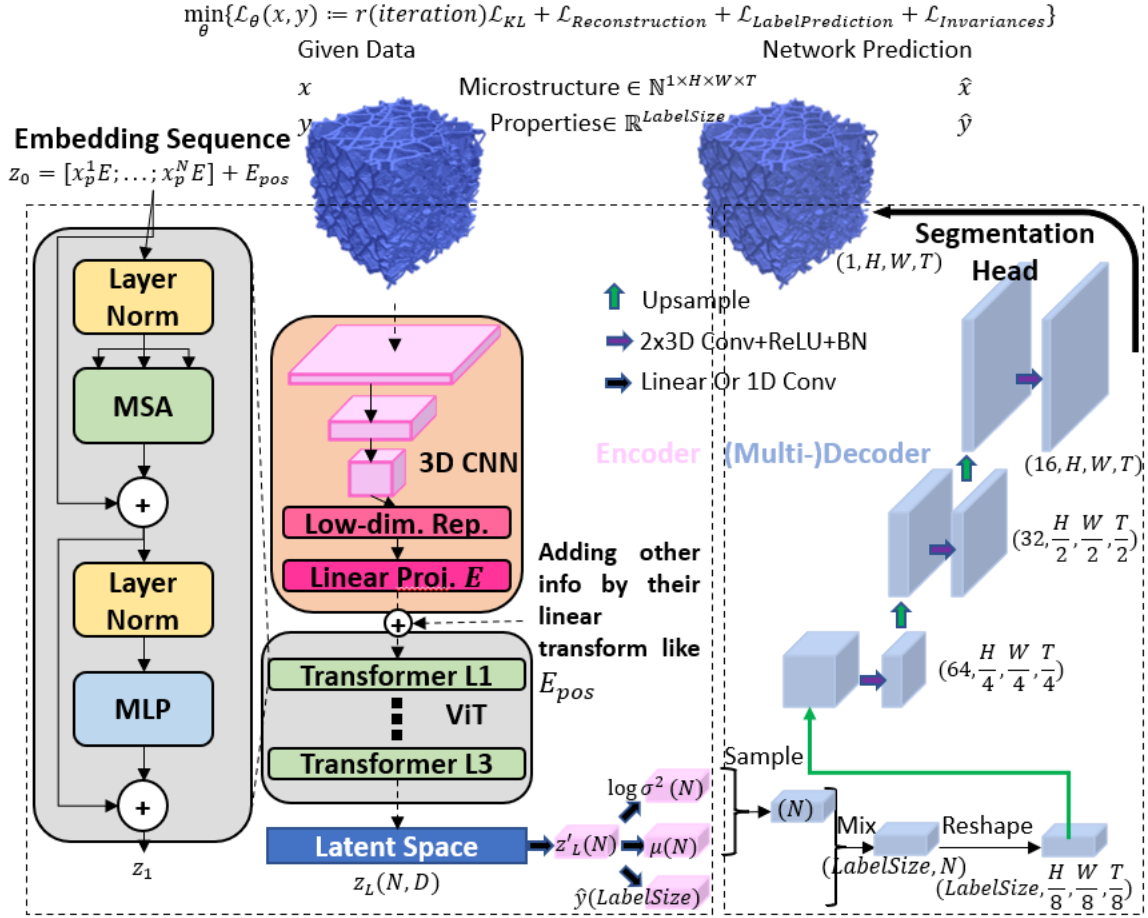 min_θ {ℒ_θ(x, y) ≔ r(iteration)ℒ_KL + ℒ_Reconstruction + ℒ_LabelPrediction + ℒ_Invariances}
Given Data
Network Prediction
x
Microstructure ∈ ℕ^{1×H×W×T}
x̂
y
Properties∈ ℝ^{LabelSize}
ŷ
Embedding Sequence
z_0 = [x_p^1 E; …; x_p^N E] + E_pos
Layer
Norm
MSA
+
Layer
Norm
MLP
+
z_1
3D CNN
Low-dim. Rep.
Linear Proj. E
+
Adding other
info by their
linear
transform like
E_pos
Transformer L1
ViT
Transformer L3
Latent Space
z_L(N, D)
z'_L(N)
log σ² (N)
μ(N)
ŷ(LabelSize)
Encoder
(Multi-)Decoder
Upsample
2x3D Conv+ReLU+BN
Linear Or 1D Conv
Segmentation
Head
(1, H, W, T)
(16, H, W, T)
(32, H/2, W/2, T/2)
(64, H/4, W/4, T/4)
Sample
(N)
Mix
(LabelSize, N)
Reshape
(LabelSize, H/8, W/8, T/8)